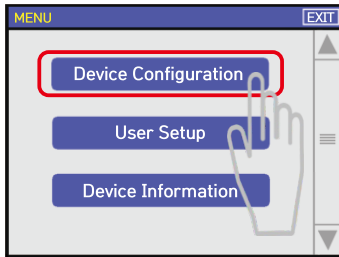 MENU EXIT
Device Configuration
User Setup
Device Information